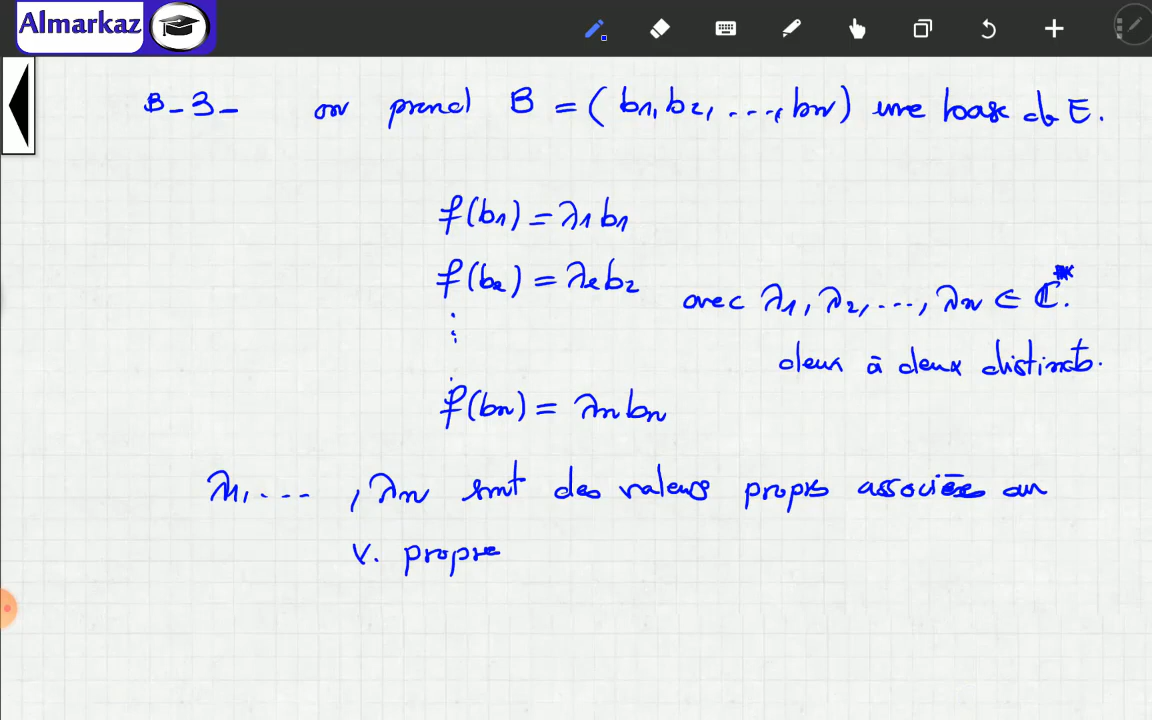 Almarkaz
B-3- on prend B = (b1, b2, ..., bn) une base de E.
f(b1) = λ1 b1
f(b2) = λ2 b2
avec λ1, λ2, ..., λn ∈ ℂ*.
⋮
deux à deux distincts.
f(bn) = λn bn
λ1, ..., λn sont des valeurs propres associées au
v. propre